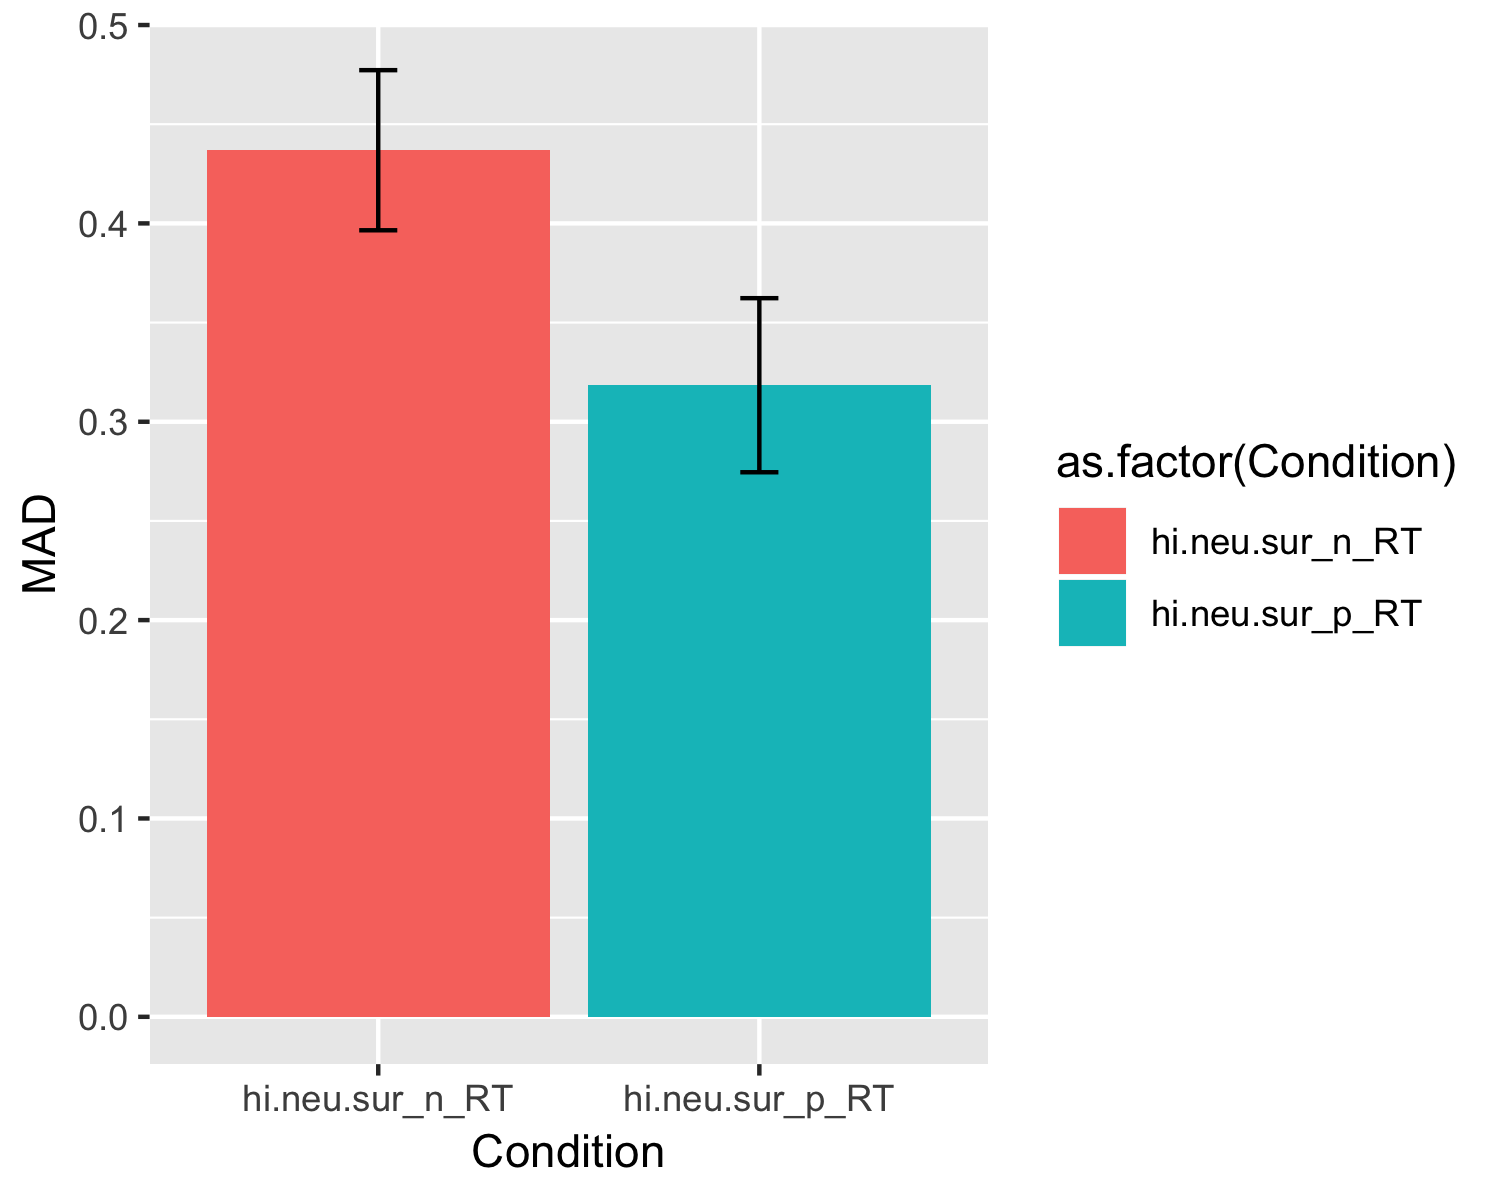 0.5
0.4
0.3
0.2
0.1
0.0
MAD
hi.neu.sur_n_RT
hi.neu.sur_p_RT
Condition
as.factor(Condition)
hi.neu.sur_n_RT
hi.neu.sur_p_RT